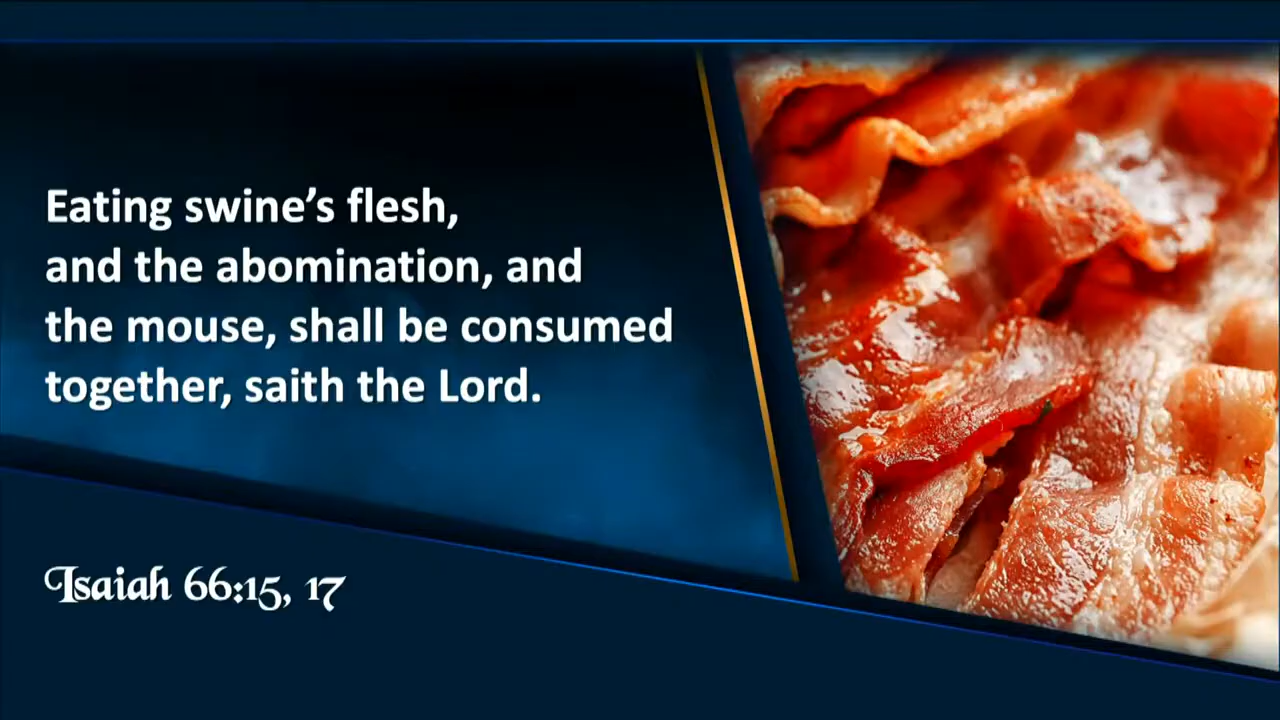 Eating swine’s flesh,
and the abomination, and
the mouse, shall be consumed
together, saith the Lord.
Isaiah 66:15, 17